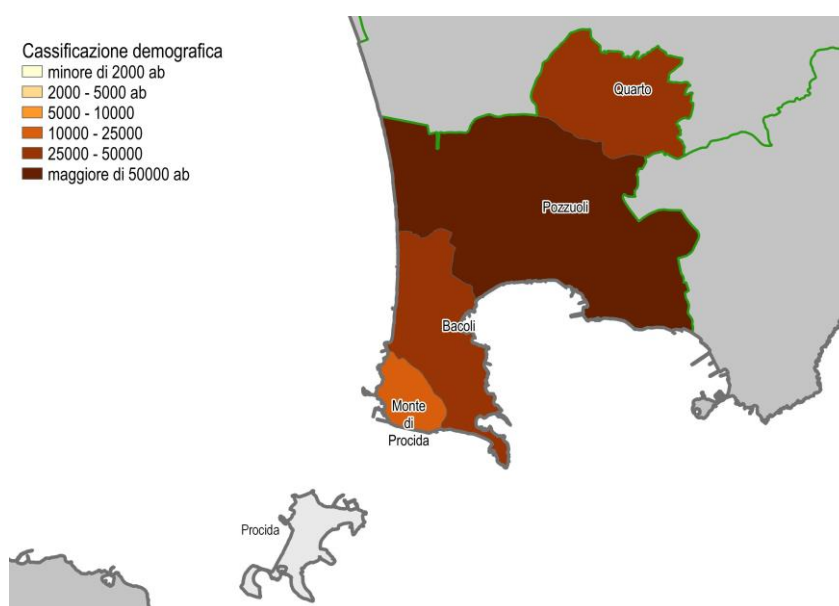 Cassificazione demografica
minore di 2000 ab
2000 - 5000 ab
5000 - 10000
10000 - 25000
25000 - 50000
maggiore di 50000 ab
Quarto
Pozzuoli
Bacoli
Monte
di
Procida
Procida